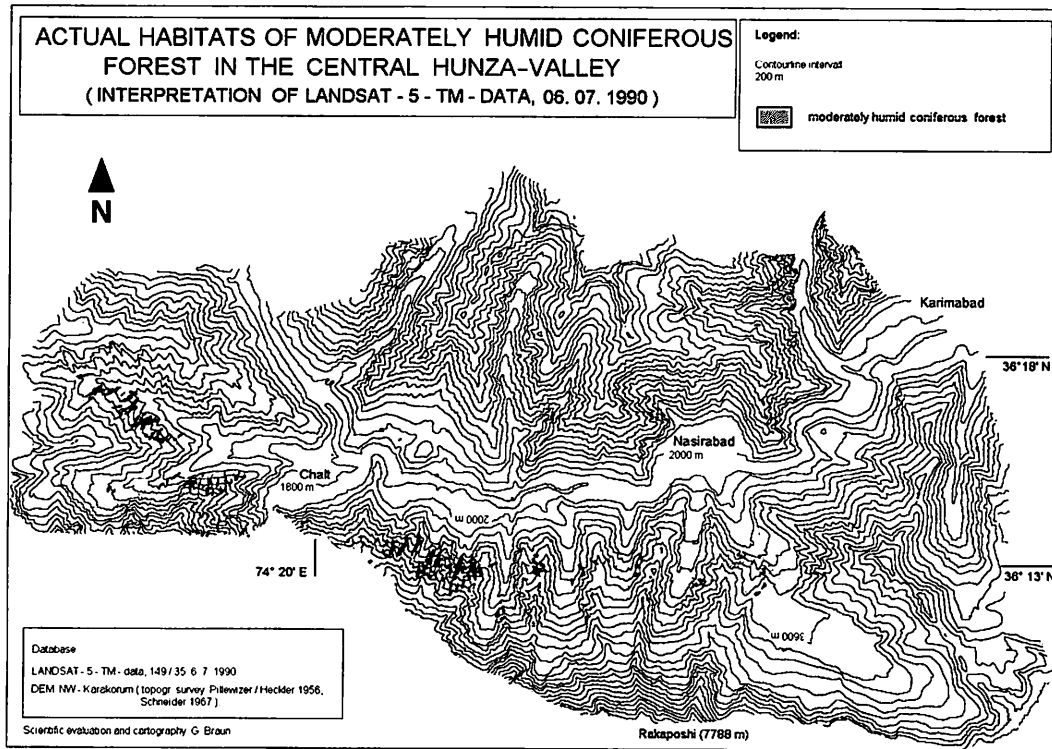 ACTUAL HABITATS OF MODERATELY HUMID CONIFEROUS
FOREST IN THE CENTRAL HUNZA-VALLEY
( INTERPRETATION OF LANDSAT - 5 - TM - DATA, 06. 07. 1990 )
Legend:
Contourline interval
200 m
moderately humid coniferous forest
N
Karimabad
36° 18' N
Nasirabad
2000 m
Chalt
1800 m
2000 m
74° 20' E
36° 13' N
3600 m
Database
LANDSAT - 5 - TM - data, 149 / 35 6 7 1990
DEM NW - Karakorum ( topogr survey Pillewizer / Heckler 1956,
Schneider 1967 )
Scientific evaluation and cartography G Braun
Rakaposhi (7788 m)